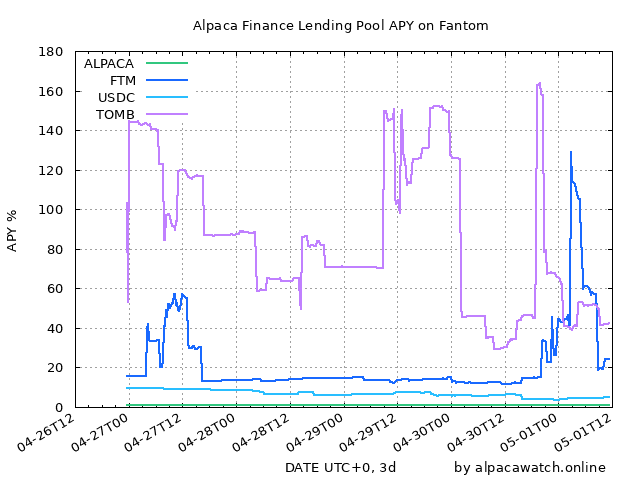 Alpaca Finance Lending Pool APY on Fantom
APY %
180
160
140
120
100
80
60
40
20
0
ALPACA
FTM
USDC
TOMB
04-26T12
04-27T00
04-27T12
04-28T00
04-28T12
04-29T00
04-29T12
04-30T00
04-30T12
05-01T00
05-01T12
DATE UTC+0, 3d
by alpacawatch.online